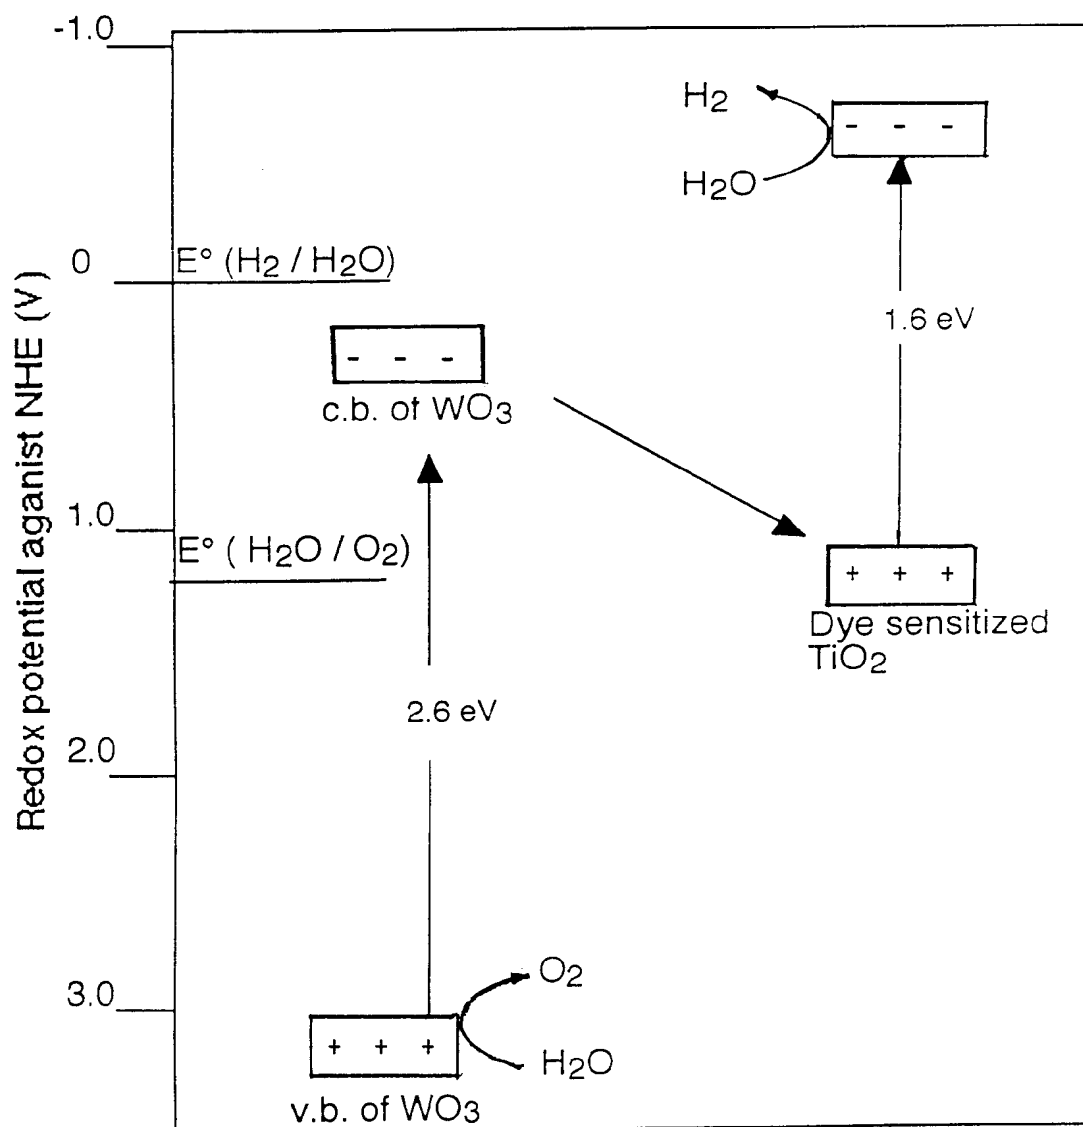 Redox potential aganist NHE (V)
-1.0
0
1.0
2.0
3.0
E° (H2 / H2O)
E° ( H2O / O2)
- - -
c.b. of WO3
2.6 eV
+ + +
v.b. of WO3
O2
H2O
H2
H2O
- - -
1.6 eV
+ + +
Dye sensitized
TiO2